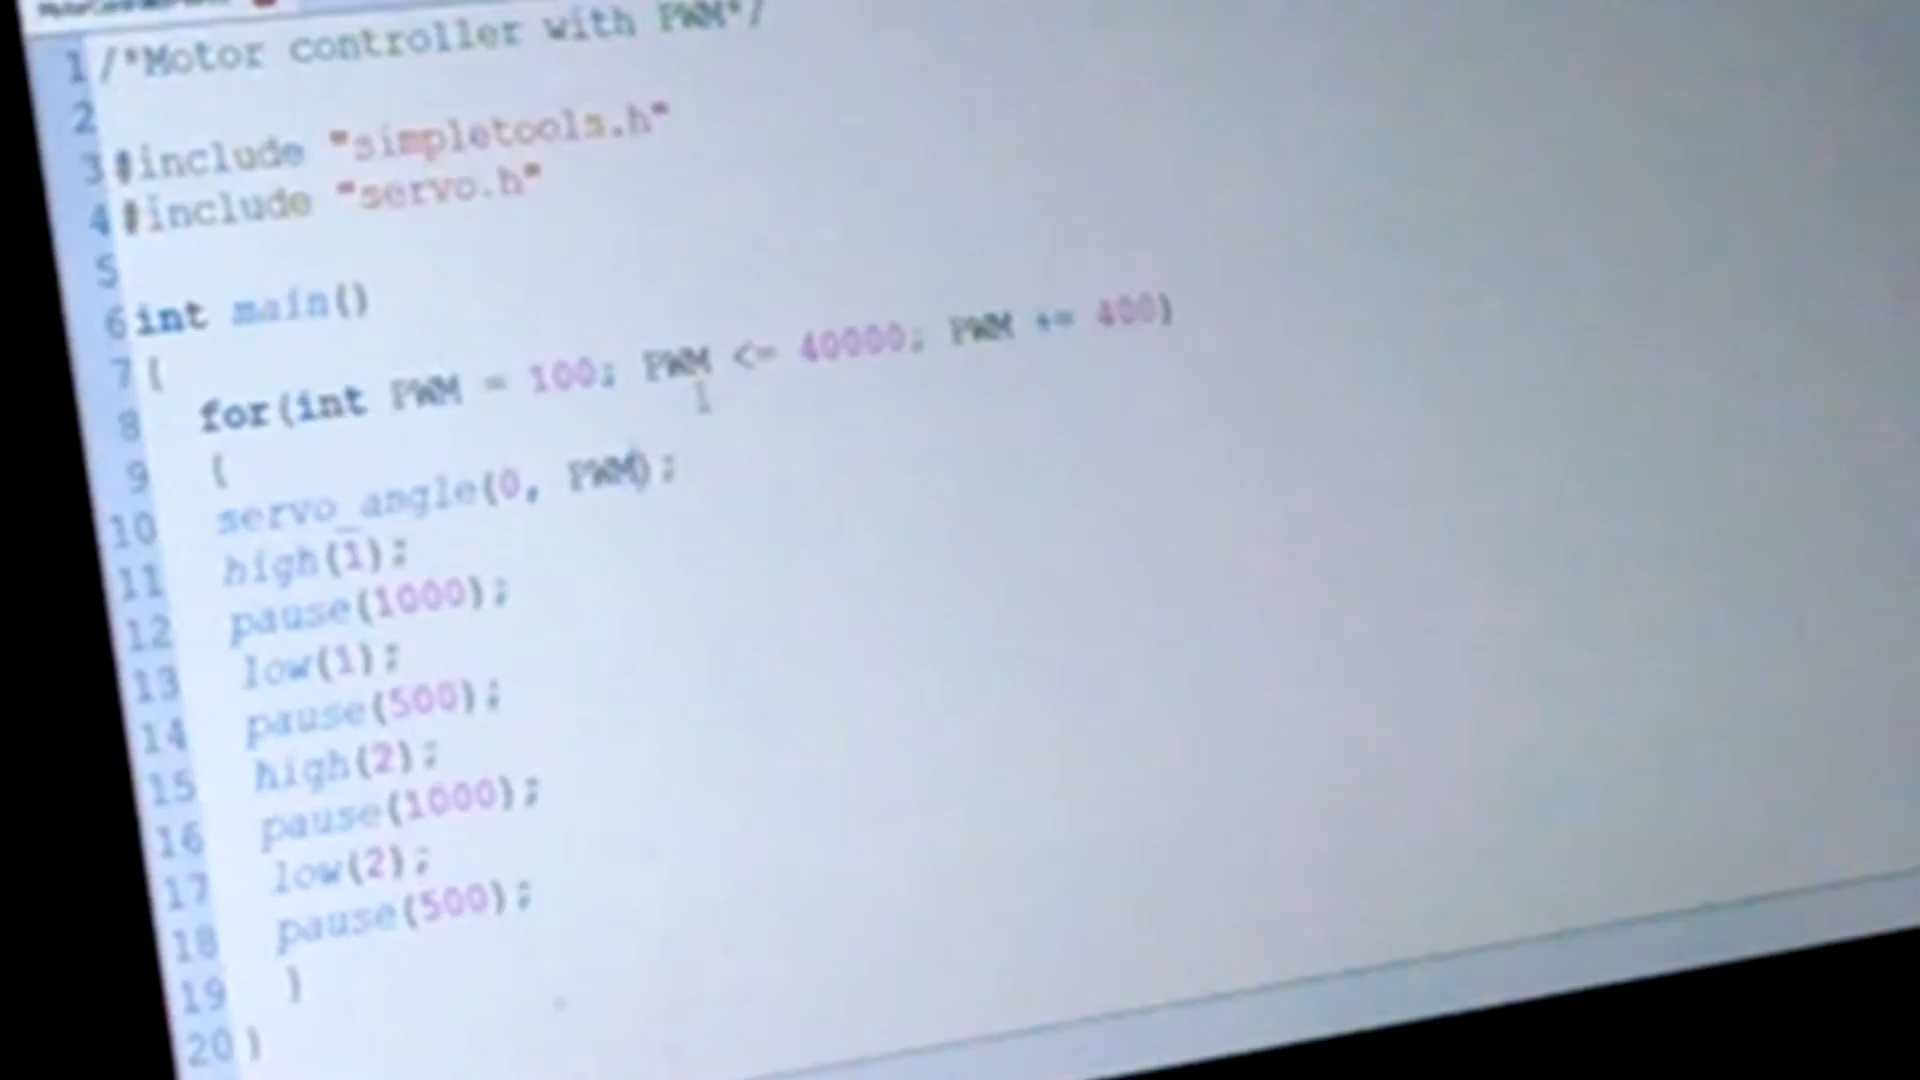 1 /*Motor controller with PWM*/
2
3 #include "simpletools.h"
4 #include "servo.h"
5
6 int main()
7 {
8 for(int PWM = 100; PWM <= 40000; PWM += 400)
9 {
10 servo_angle(0, PWM);
11 high(1);
12 pause(1000);
13 low(1);
14 pause(500);
15 high(2);
16 pause(1000);
17 low(2);
18 pause(500);
19 }
20 }